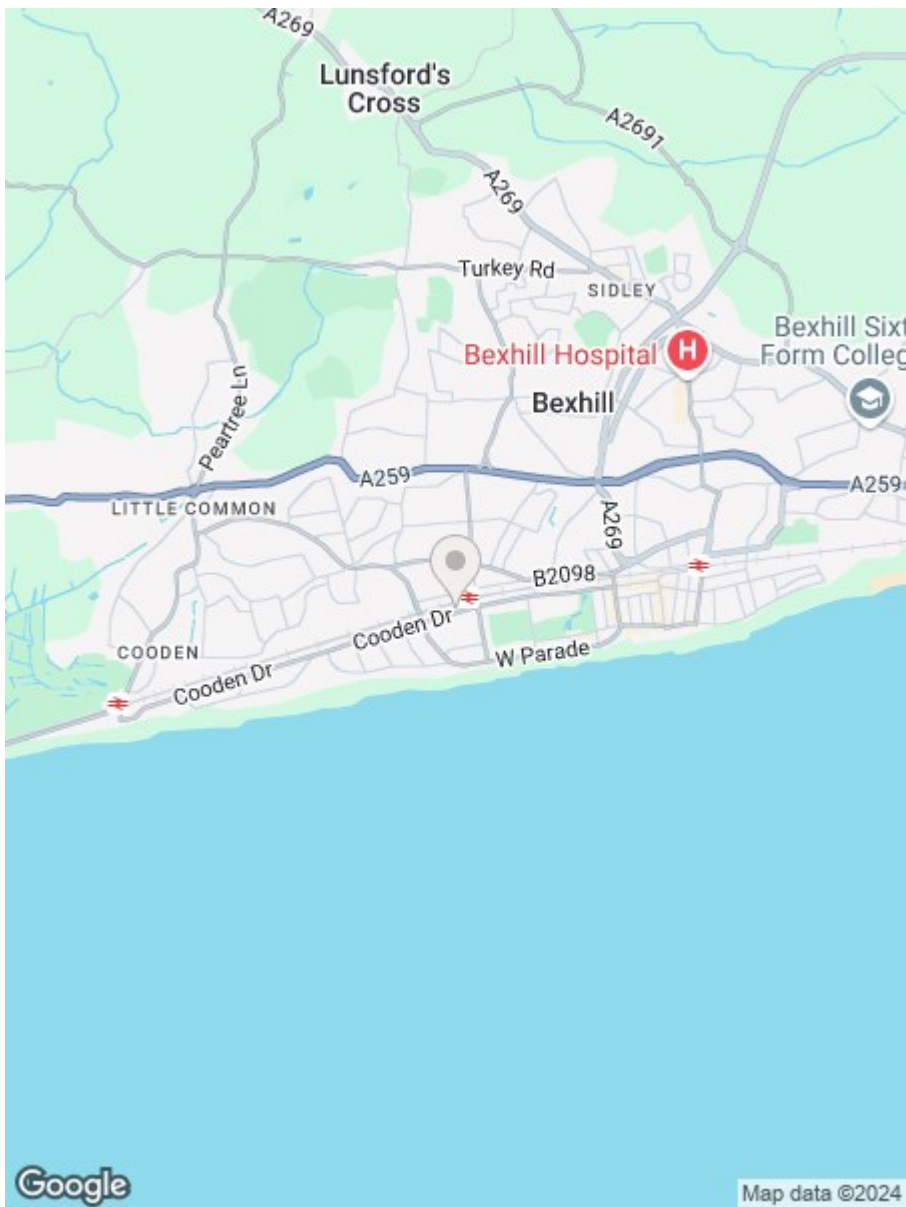 A269
Lunsford's
Cross
A2691
A269
Turkey Rd
SIDLEY
Bexhill Sixt
Form Colleg
Bexhill Hospital
H
Bexhill
Peartree Ln
A259
A259
LITTLE COMMON
A269
B2098
Cooden Dr
W Parade
COODEN
Cooden Dr
Google
Map data ©2024